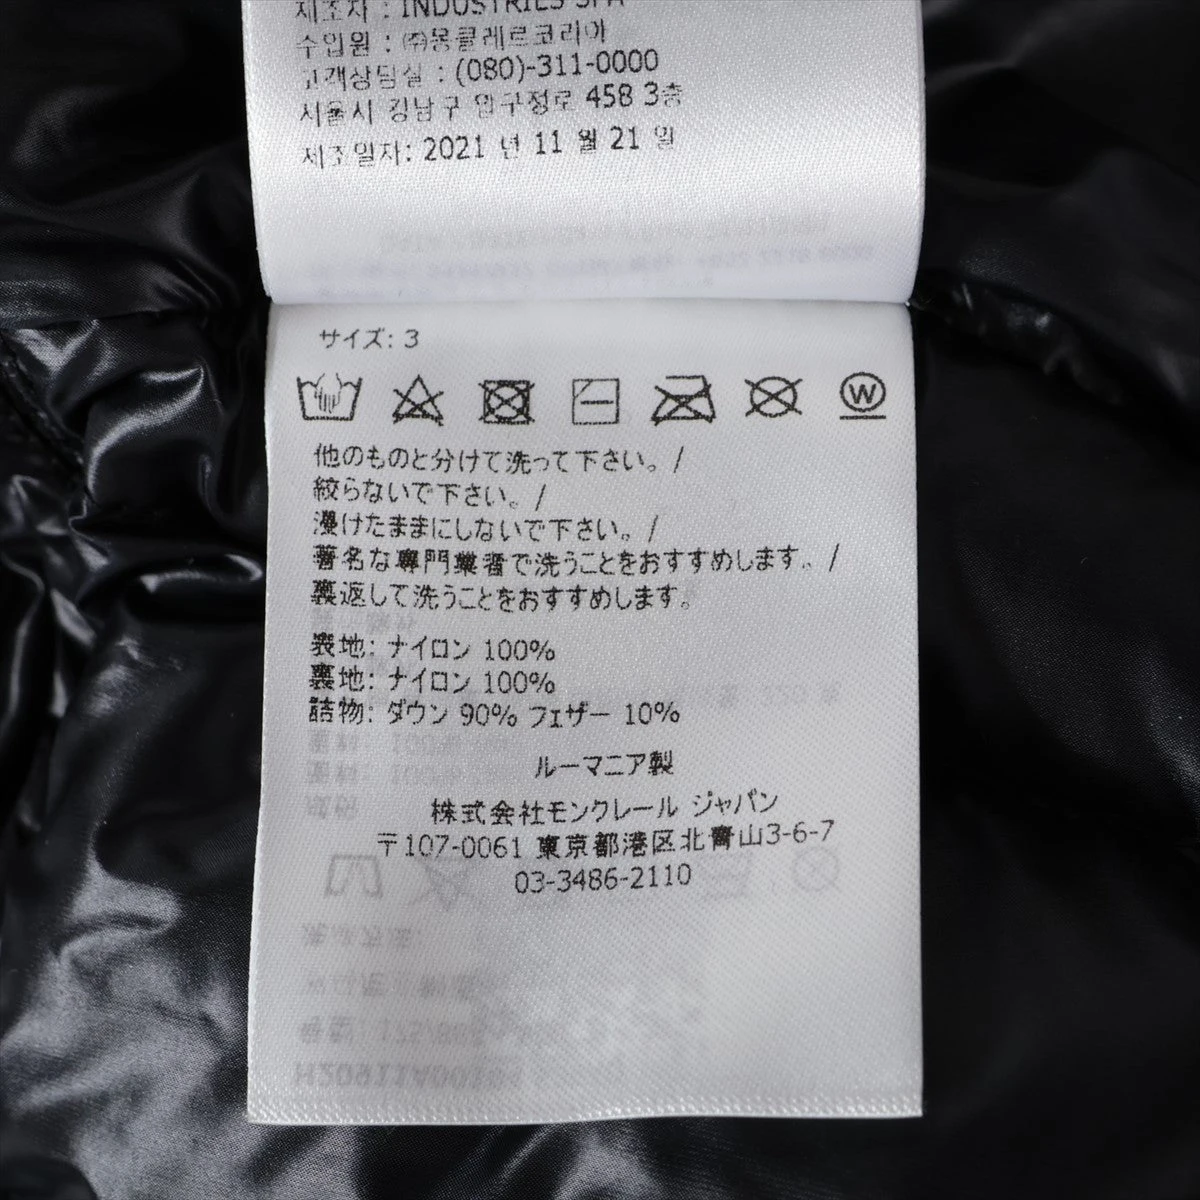 제조자 : INDUSTRIES SPA
수입원 : ㈜몽클레르코리아
고객상담실 : (080)-311-0000
서울시 강남구 압구정로 458 3층
제조일자: 2021 년 11 월 21 일
サイズ: 3
W
他のものと分けて洗って下さい。/
絞らないで下さい。/
浸けたままにしないで下さい。/
著名な専門業者で洗うことをおすすめします。/
裏返して洗うことをおすすめします。
表地: ナイロン 100%
裏地: ナイロン 100%
詰物: ダウン 90% フェザー 10%
ルーマニア製
株式会社モンクレール ジャパン
〒107-0061 東京都港区北青山3-6-7
03-3486-2110